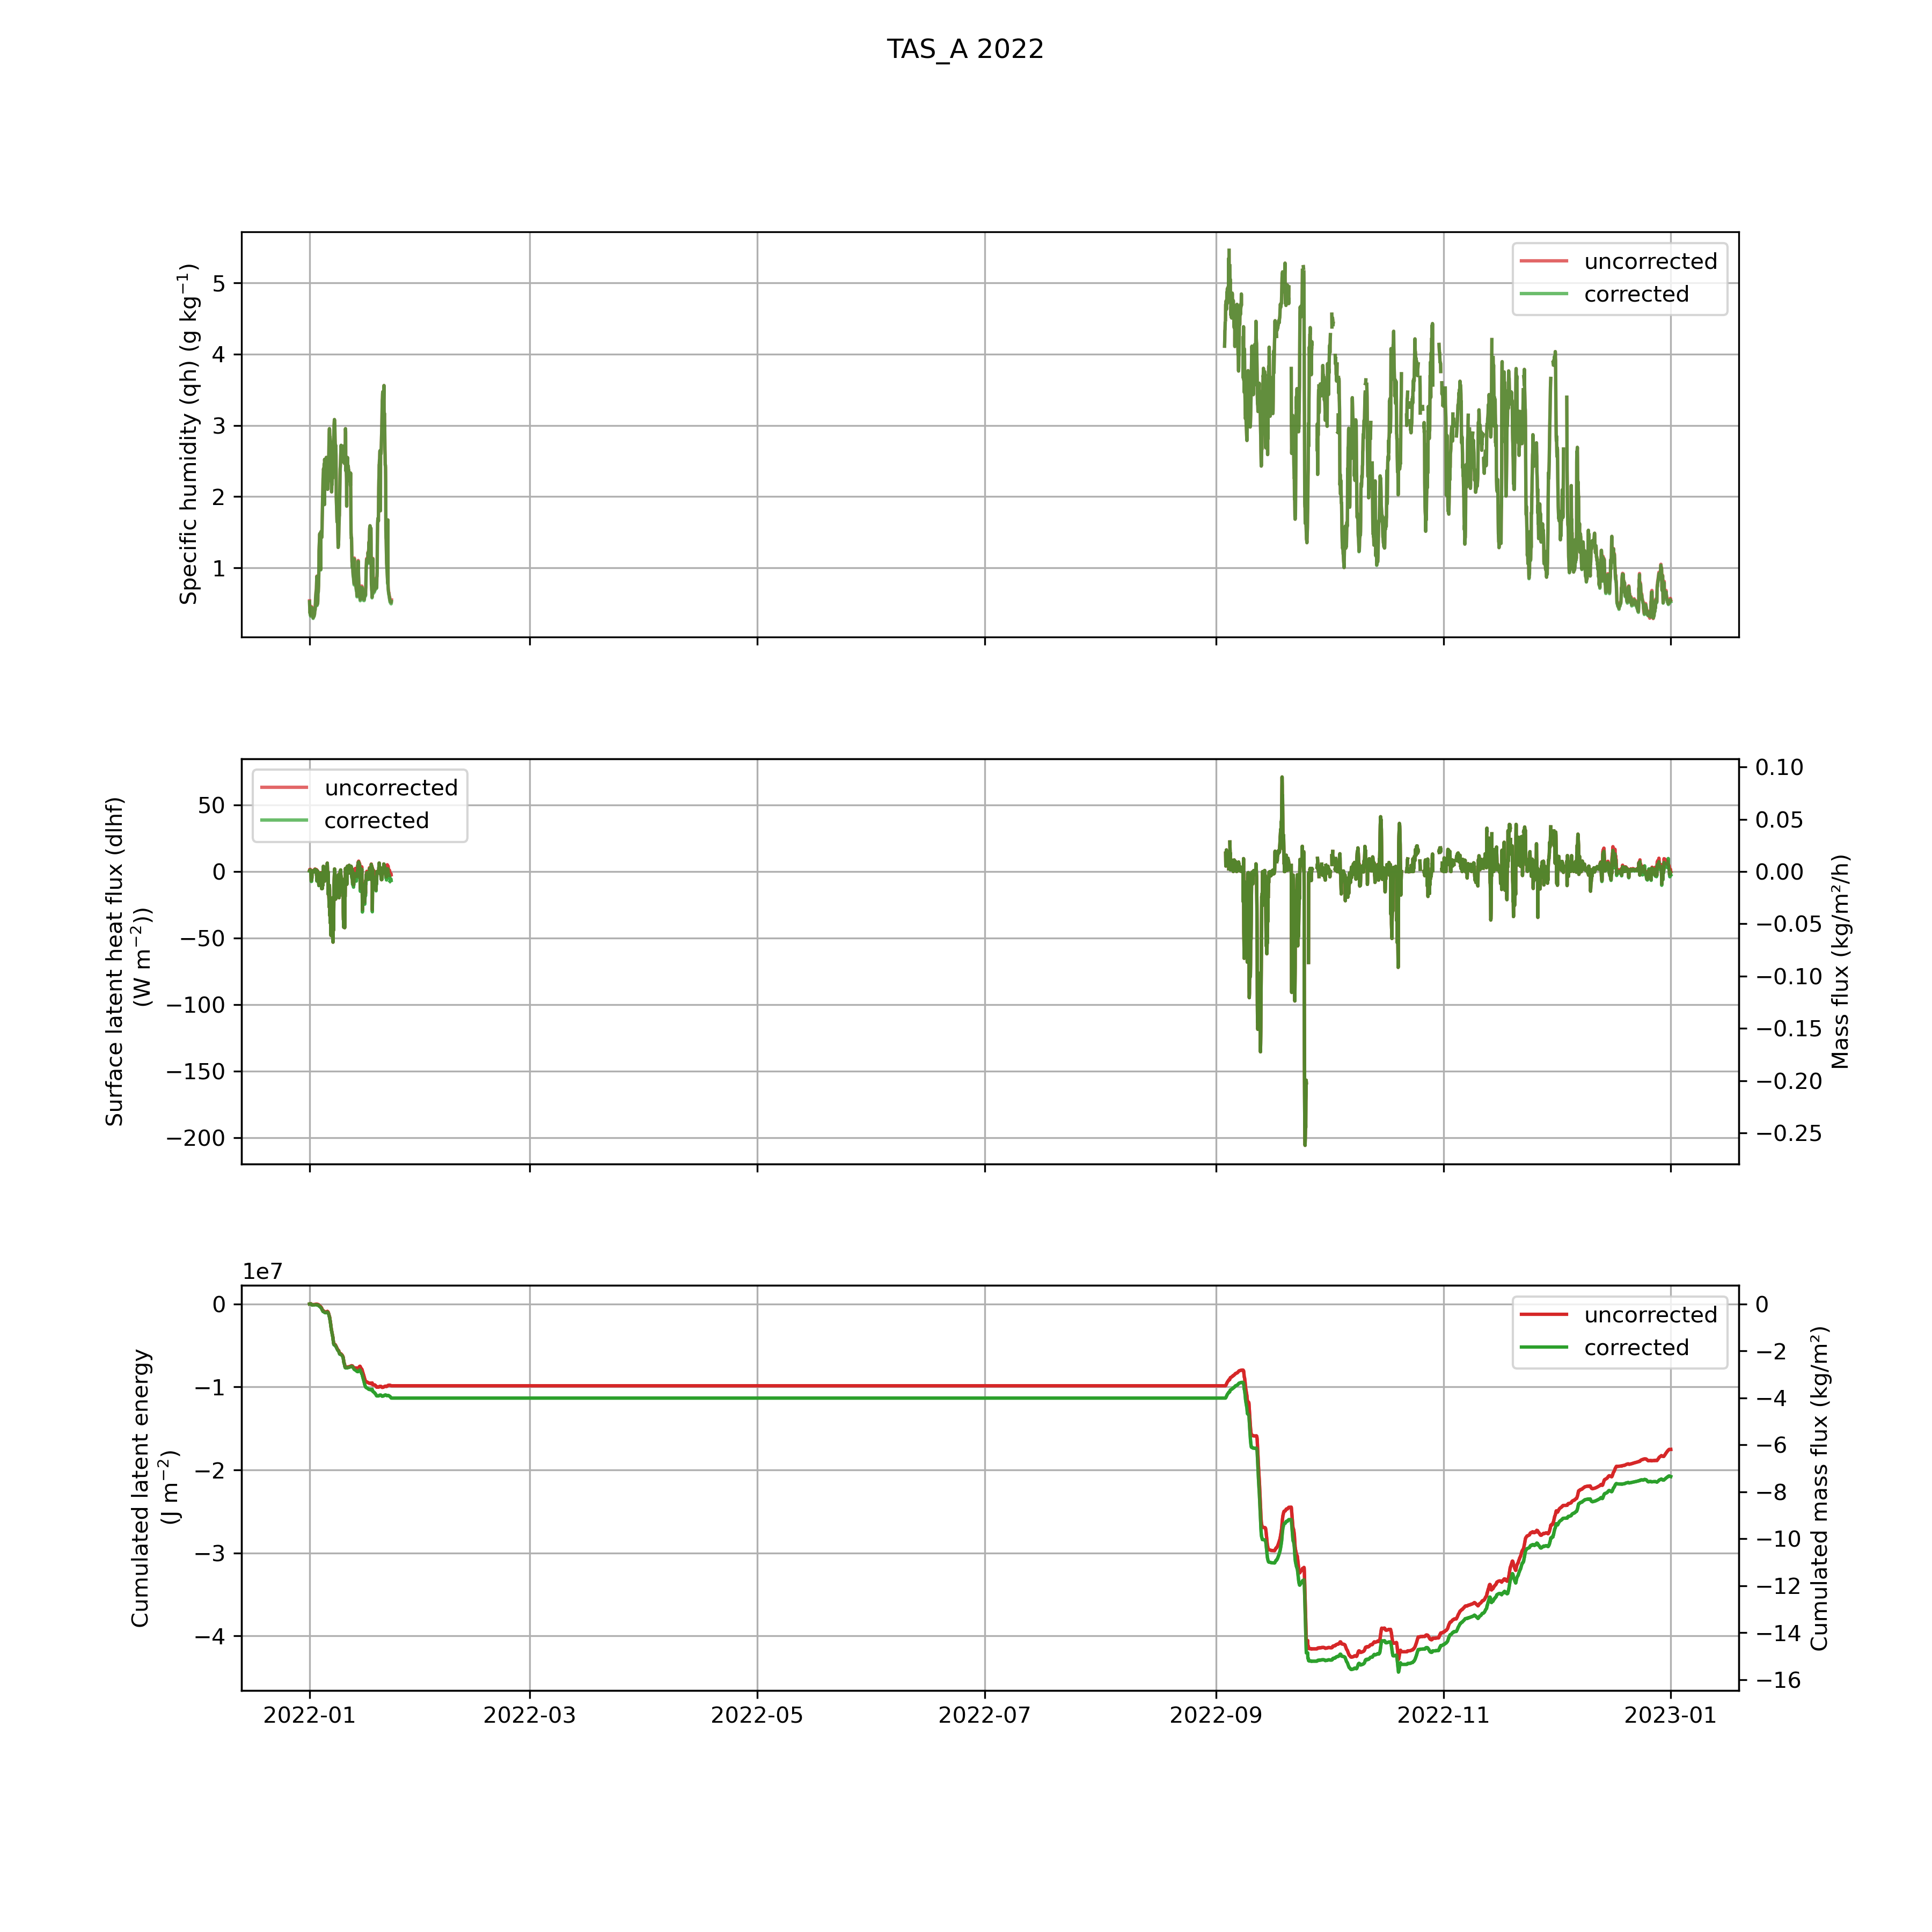 TAS_A 2022
Specific humidity (qh) (g kg⁻¹)
5
4
3
2
1
uncorrected
corrected
Surface latent heat flux (dlhf)
(W m⁻²))
50
0
−50
−100
−150
−200
uncorrected
corrected
0.10
0.05
0.00
−0.05
−0.10
−0.15
−0.20
−0.25
Mass flux (kg/m²/h)
1e7
Cumulated latent energy
(J m⁻²)
0
−1
−2
−3
−4
uncorrected
corrected
0
−2
−4
−6
−8
−10
−12
−14
−16
Cumulated mass flux (kg/m²)
2022-01 2022-03 2022-05 2022-07 2022-09 2022-11 2023-01